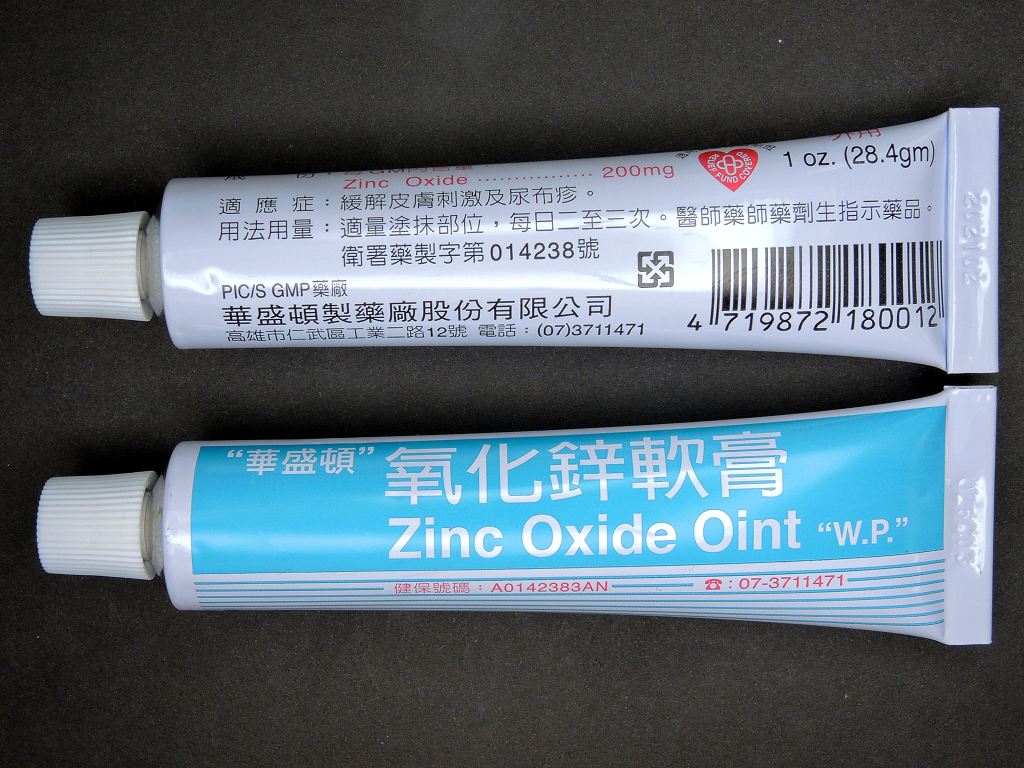 外用
Zinc Oxide ................. 200mg
1 oz. (28.4gm)
RELIEF FUND COVERED
適應症：緩解皮膚刺激及尿布疹。
用法用量：適量塗抹部位，每日二至三次。醫師藥師藥劑生指示藥品。
衛署藥製字第014238號
PIC/S GMP藥廠
華盛頓製藥廠股份有限公司
高雄市仁武區工業二路12號 電話：(07)3711471
4 719872 180012
“華盛頓” 氧化鋅軟膏
Zinc Oxide Oint “W.P.”
健保號碼：A0142383AN
☎：07-3711471